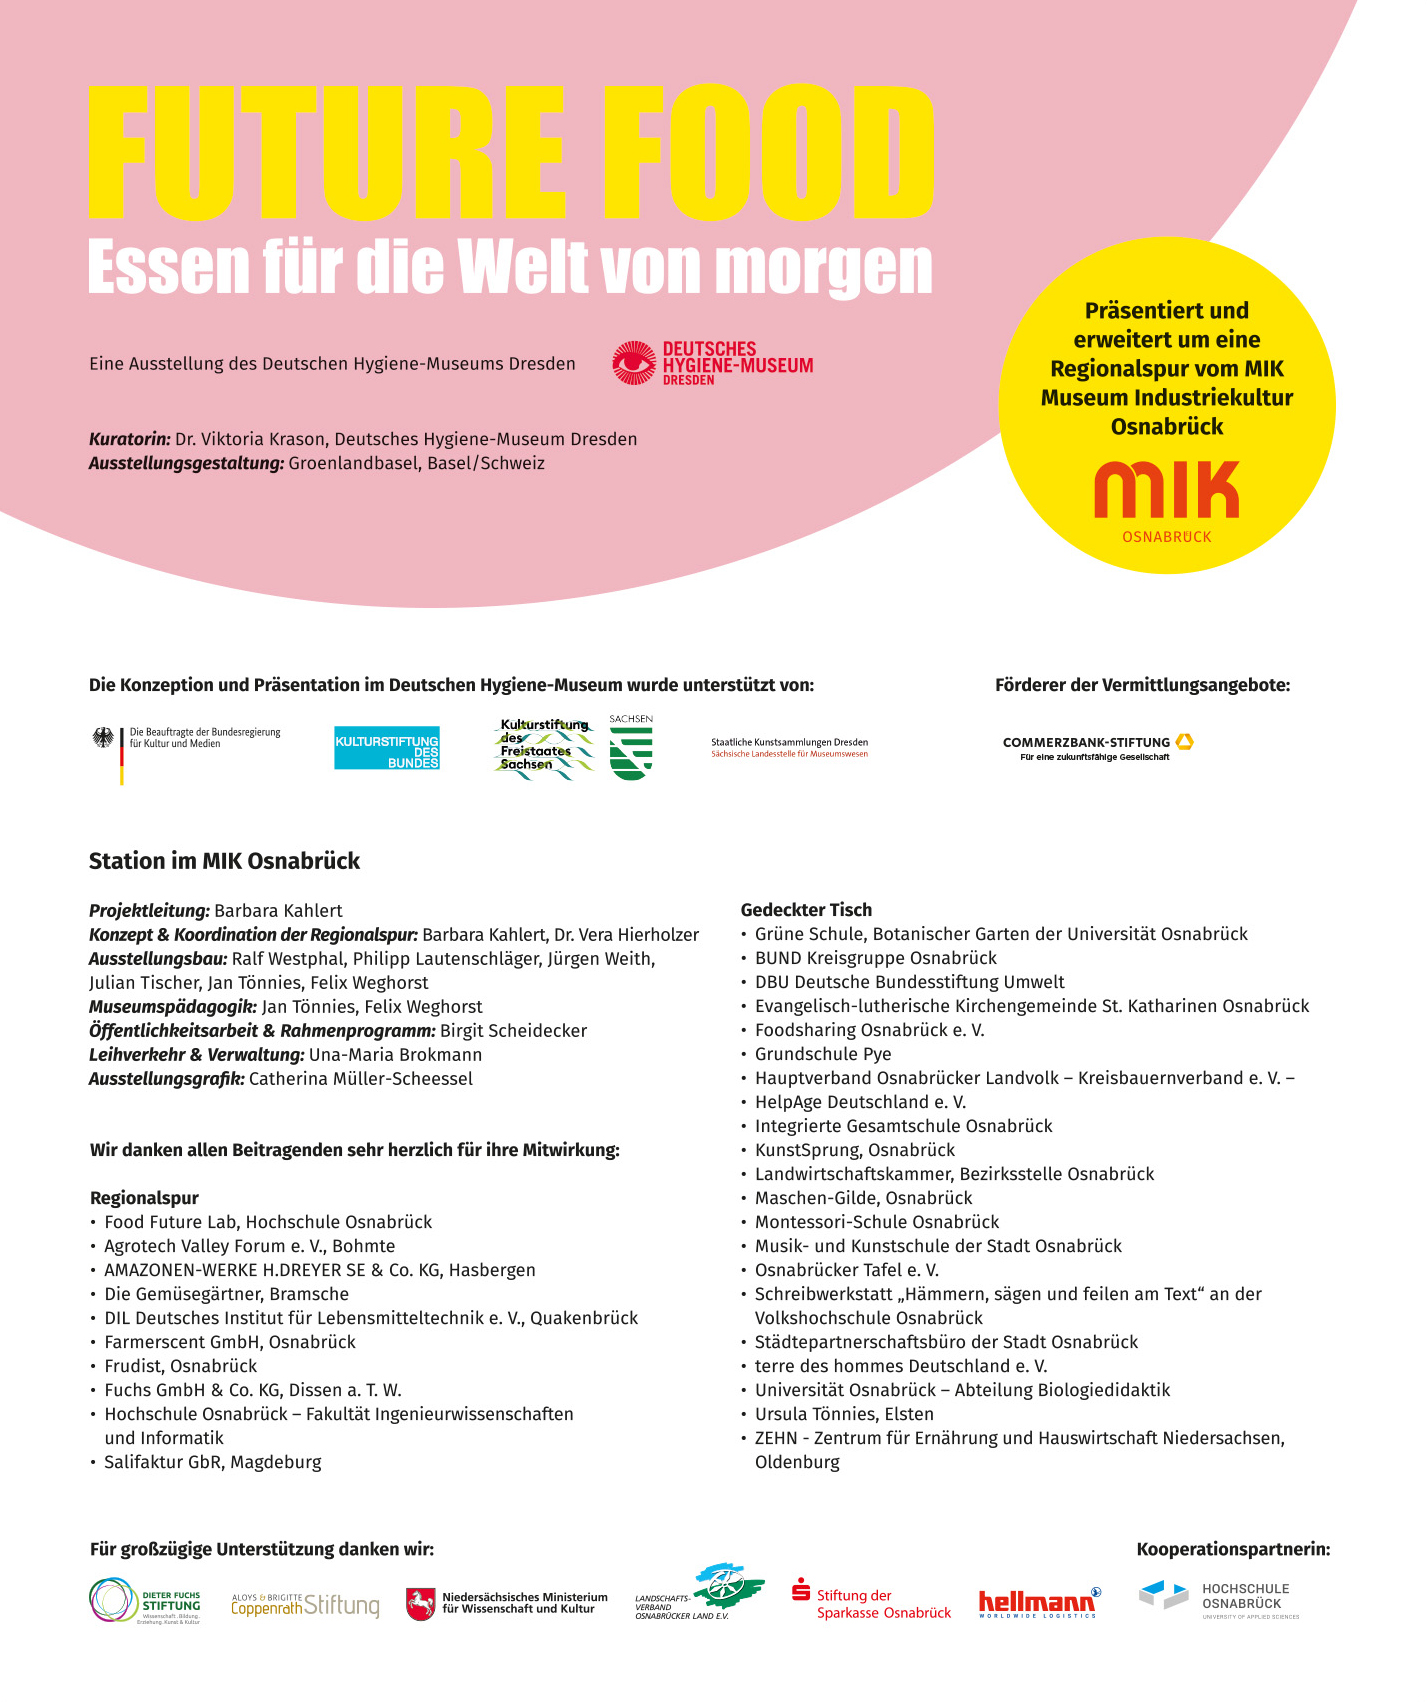 FUTURE FOOD
Essen für die Welt von morgen
Eine Ausstellung des Deutschen Hygiene-Museums Dresden
DEUTSCHES
HYGIENE-MUSEUM
DRESDEN
Kuratorin: Dr. Viktoria Krason, Deutsches Hygiene-Museum Dresden
Ausstellungsgestaltung: Groenlandbasel, Basel/Schweiz
Präsentiert und
erweitert um eine
Regionalspur vom MIK
Museum Industriekultur
Osnabrück
MIK
OSNABRÜCK
Die Konzeption und Präsentation im Deutschen Hygiene-Museum wurde unterstützt von:
Die Beauftragte der Bundesregierung
für Kultur und Medien
KULTURSTIFTUNG
DES
BUNDES
Kulturstiftung
des
Freistaates
Sachsen
SACHSEN
Staatliche Kunstsammlungen Dresden
Sächsische Landesstelle für Museumswesen
Förderer der Vermittlungsangebote:
COMMERZBANK-STIFTUNG
Für eine zukunftsfähige Gesellschaft
Station im MIK Osnabrück
Projektleitung: Barbara Kahlert
Konzept & Koordination der Regionalspur: Barbara Kahlert, Dr. Vera Hierholzer
Ausstellungsbau: Ralf Westphal, Philipp Lautenschläger, Jürgen Weith,
Julian Tischer, Jan Tönnies, Felix Weghorst
Museumspädagogik: Jan Tönnies, Felix Weghorst
Öffentlichkeitsarbeit & Rahmenprogramm: Birgit Scheidecker
Leihverkehr & Verwaltung: Una-Maria Brokmann
Ausstellungsgrafik: Catherina Müller-Scheessel
Wir danken allen Beitragenden sehr herzlich für ihre Mitwirkung:
Regionalspur
• Food Future Lab, Hochschule Osnabrück
• Agrotech Valley Forum e. V., Bohmte
• AMAZONEN-WERKE H.DREYER SE & Co. KG, Hasbergen
• Die Gemüsegärtner, Bramsche
• DIL Deutsches Institut für Lebensmitteltechnik e. V., Quakenbrück
• Farmerscent GmbH, Osnabrück
• Frudist, Osnabrück
• Fuchs GmbH & Co. KG, Dissen a. T. W.
• Hochschule Osnabrück – Fakultät Ingenieurwissenschaften
und Informatik
• Salifaktur GbR, Magdeburg
Gedeckter Tisch
• Grüne Schule, Botanischer Garten der Universität Osnabrück
• BUND Kreisgruppe Osnabrück
• DBU Deutsche Bundesstiftung Umwelt
• Evangelisch-lutherische Kirchengemeinde St. Katharinen Osnabrück
• Foodsharing Osnabrück e. V.
• Grundschule Pye
• Hauptverband Osnabrücker Landvolk – Kreisbauernverband e. V. –
• HelpAge Deutschland e. V.
• Integrierte Gesamtschule Osnabrück
• KunstSprung, Osnabrück
• Landwirtschaftskammer, Bezirksstelle Osnabrück
• Maschen-Gilde, Osnabrück
• Montessori-Schule Osnabrück
• Musik- und Kunstschule der Stadt Osnabrück
• Osnabrücker Tafel e. V.
• Schreibwerkstatt „Hämmern, sägen und feilen am Text“ an der
Volkshochschule Osnabrück
• Städtepartnerschaftsbüro der Stadt Osnabrück
• terre des hommes Deutschland e. V.
• Universität Osnabrück – Abteilung Biologiedidaktik
• Ursula Tönnies, Elsten
• ZEHN - Zentrum für Ernährung und Hauswirtschaft Niedersachsen,
Oldenburg
Für großzügige Unterstützung danken wir:
DIETER FUCHS
STIFTUNG
Wissenschaft, Bildung,
Erziehung, Kunst & Kultur
ALOYS & BRIGITTE
Coppenrath Stiftung
Niedersächsisches Ministerium
für Wissenschaft und Kultur
LANDSCHAFTS-
VERBAND
OSNABRÜCKER LAND E.V.
Stiftung der
Sparkasse Osnabrück
hellmann
WORLDWIDE LOGISTICS
Kooperationspartnerin:
HOCHSCHULE
OSNABRÜCK
UNIVERSITY OF APPLIED SCIENCES